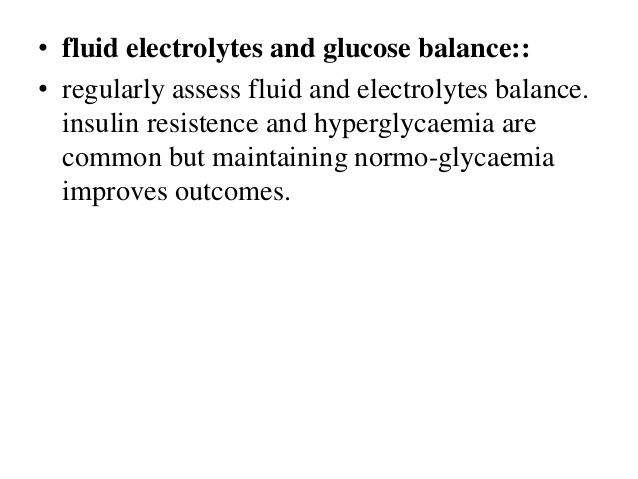 • fluid electrolytes and glucose balance::
• regularly assess fluid and electrolytes balance.
insulin resistence and hyperglycaemia are
common but maintaining normo-glycaemia
improves outcomes.